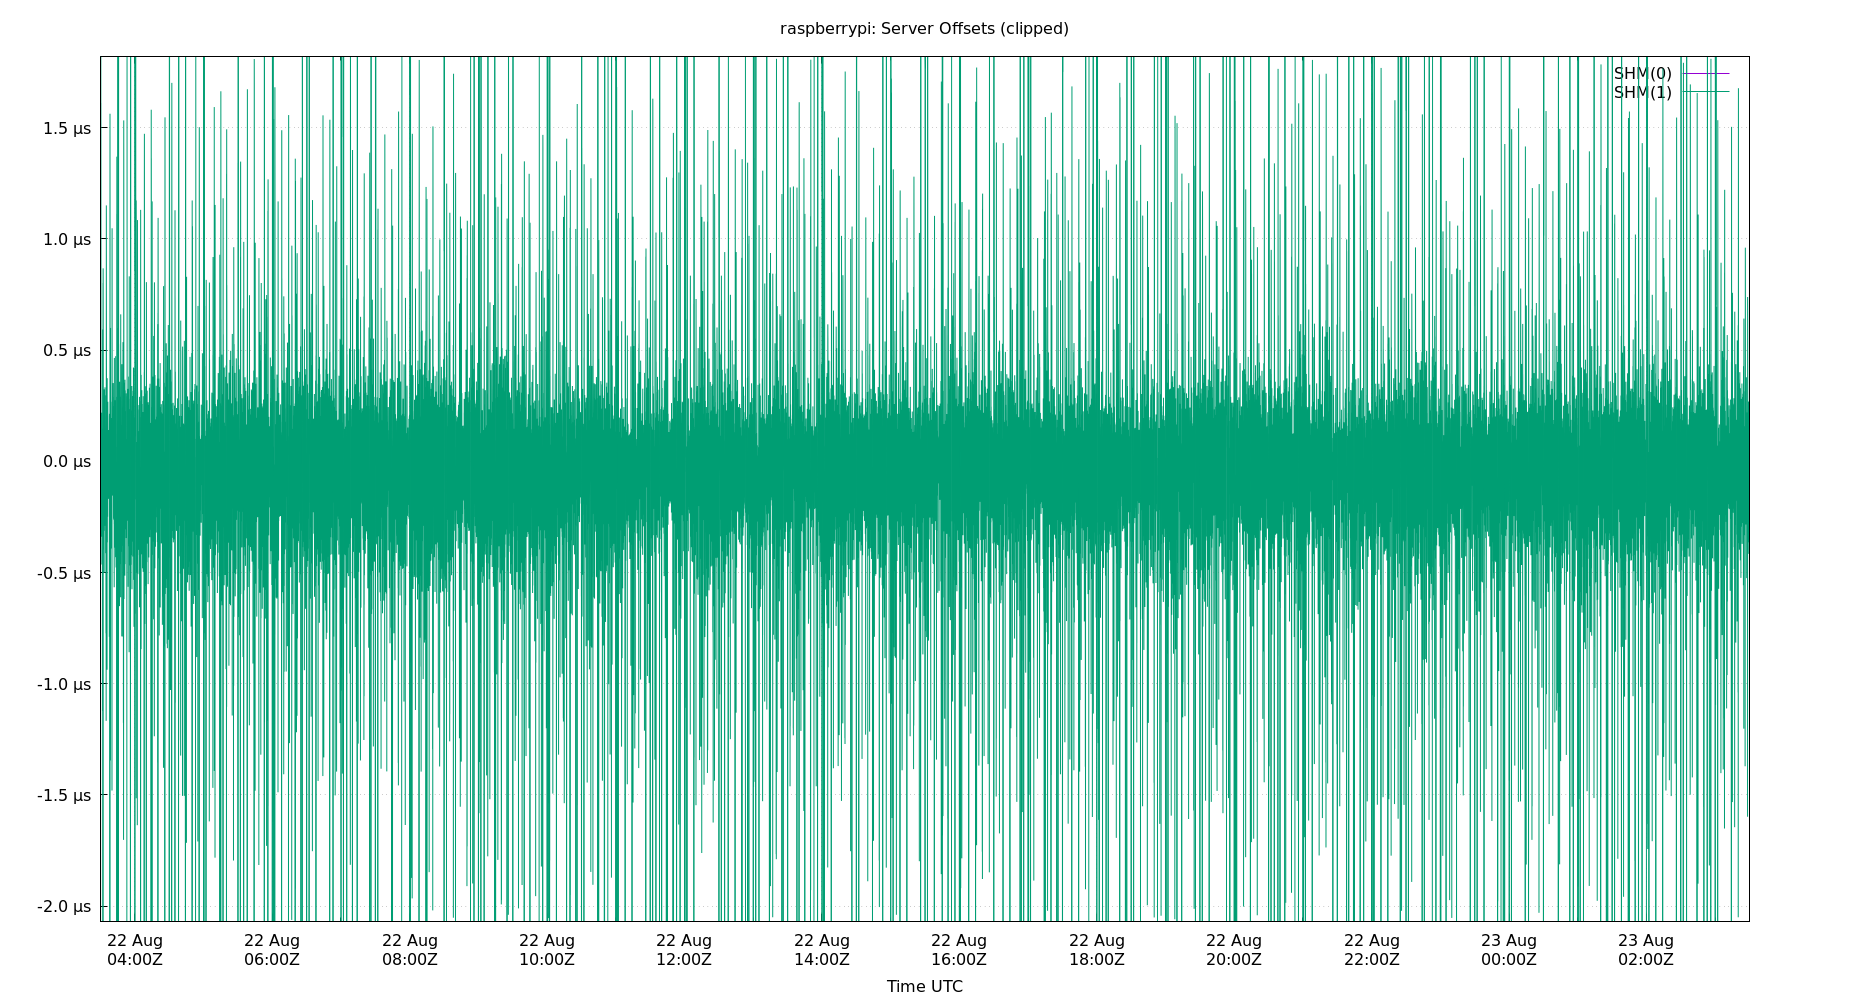 raspberrypi: Server Offsets (clipped)
SHM(0)
SHM(1)
1.5 µs
1.0 µs
0.5 µs
0.0 µs
-0.5 µs
-1.0 µs
-1.5 µs
-2.0 µs
22 Aug 22 Aug 22 Aug 22 Aug 22 Aug 22 Aug 22 Aug 22 Aug 22 Aug 22 Aug 23 Aug 23 Aug
04:00Z 06:00Z 08:00Z 10:00Z 12:00Z 14:00Z 16:00Z 18:00Z 20:00Z 22:00Z 00:00Z 02:00Z
Time UTC